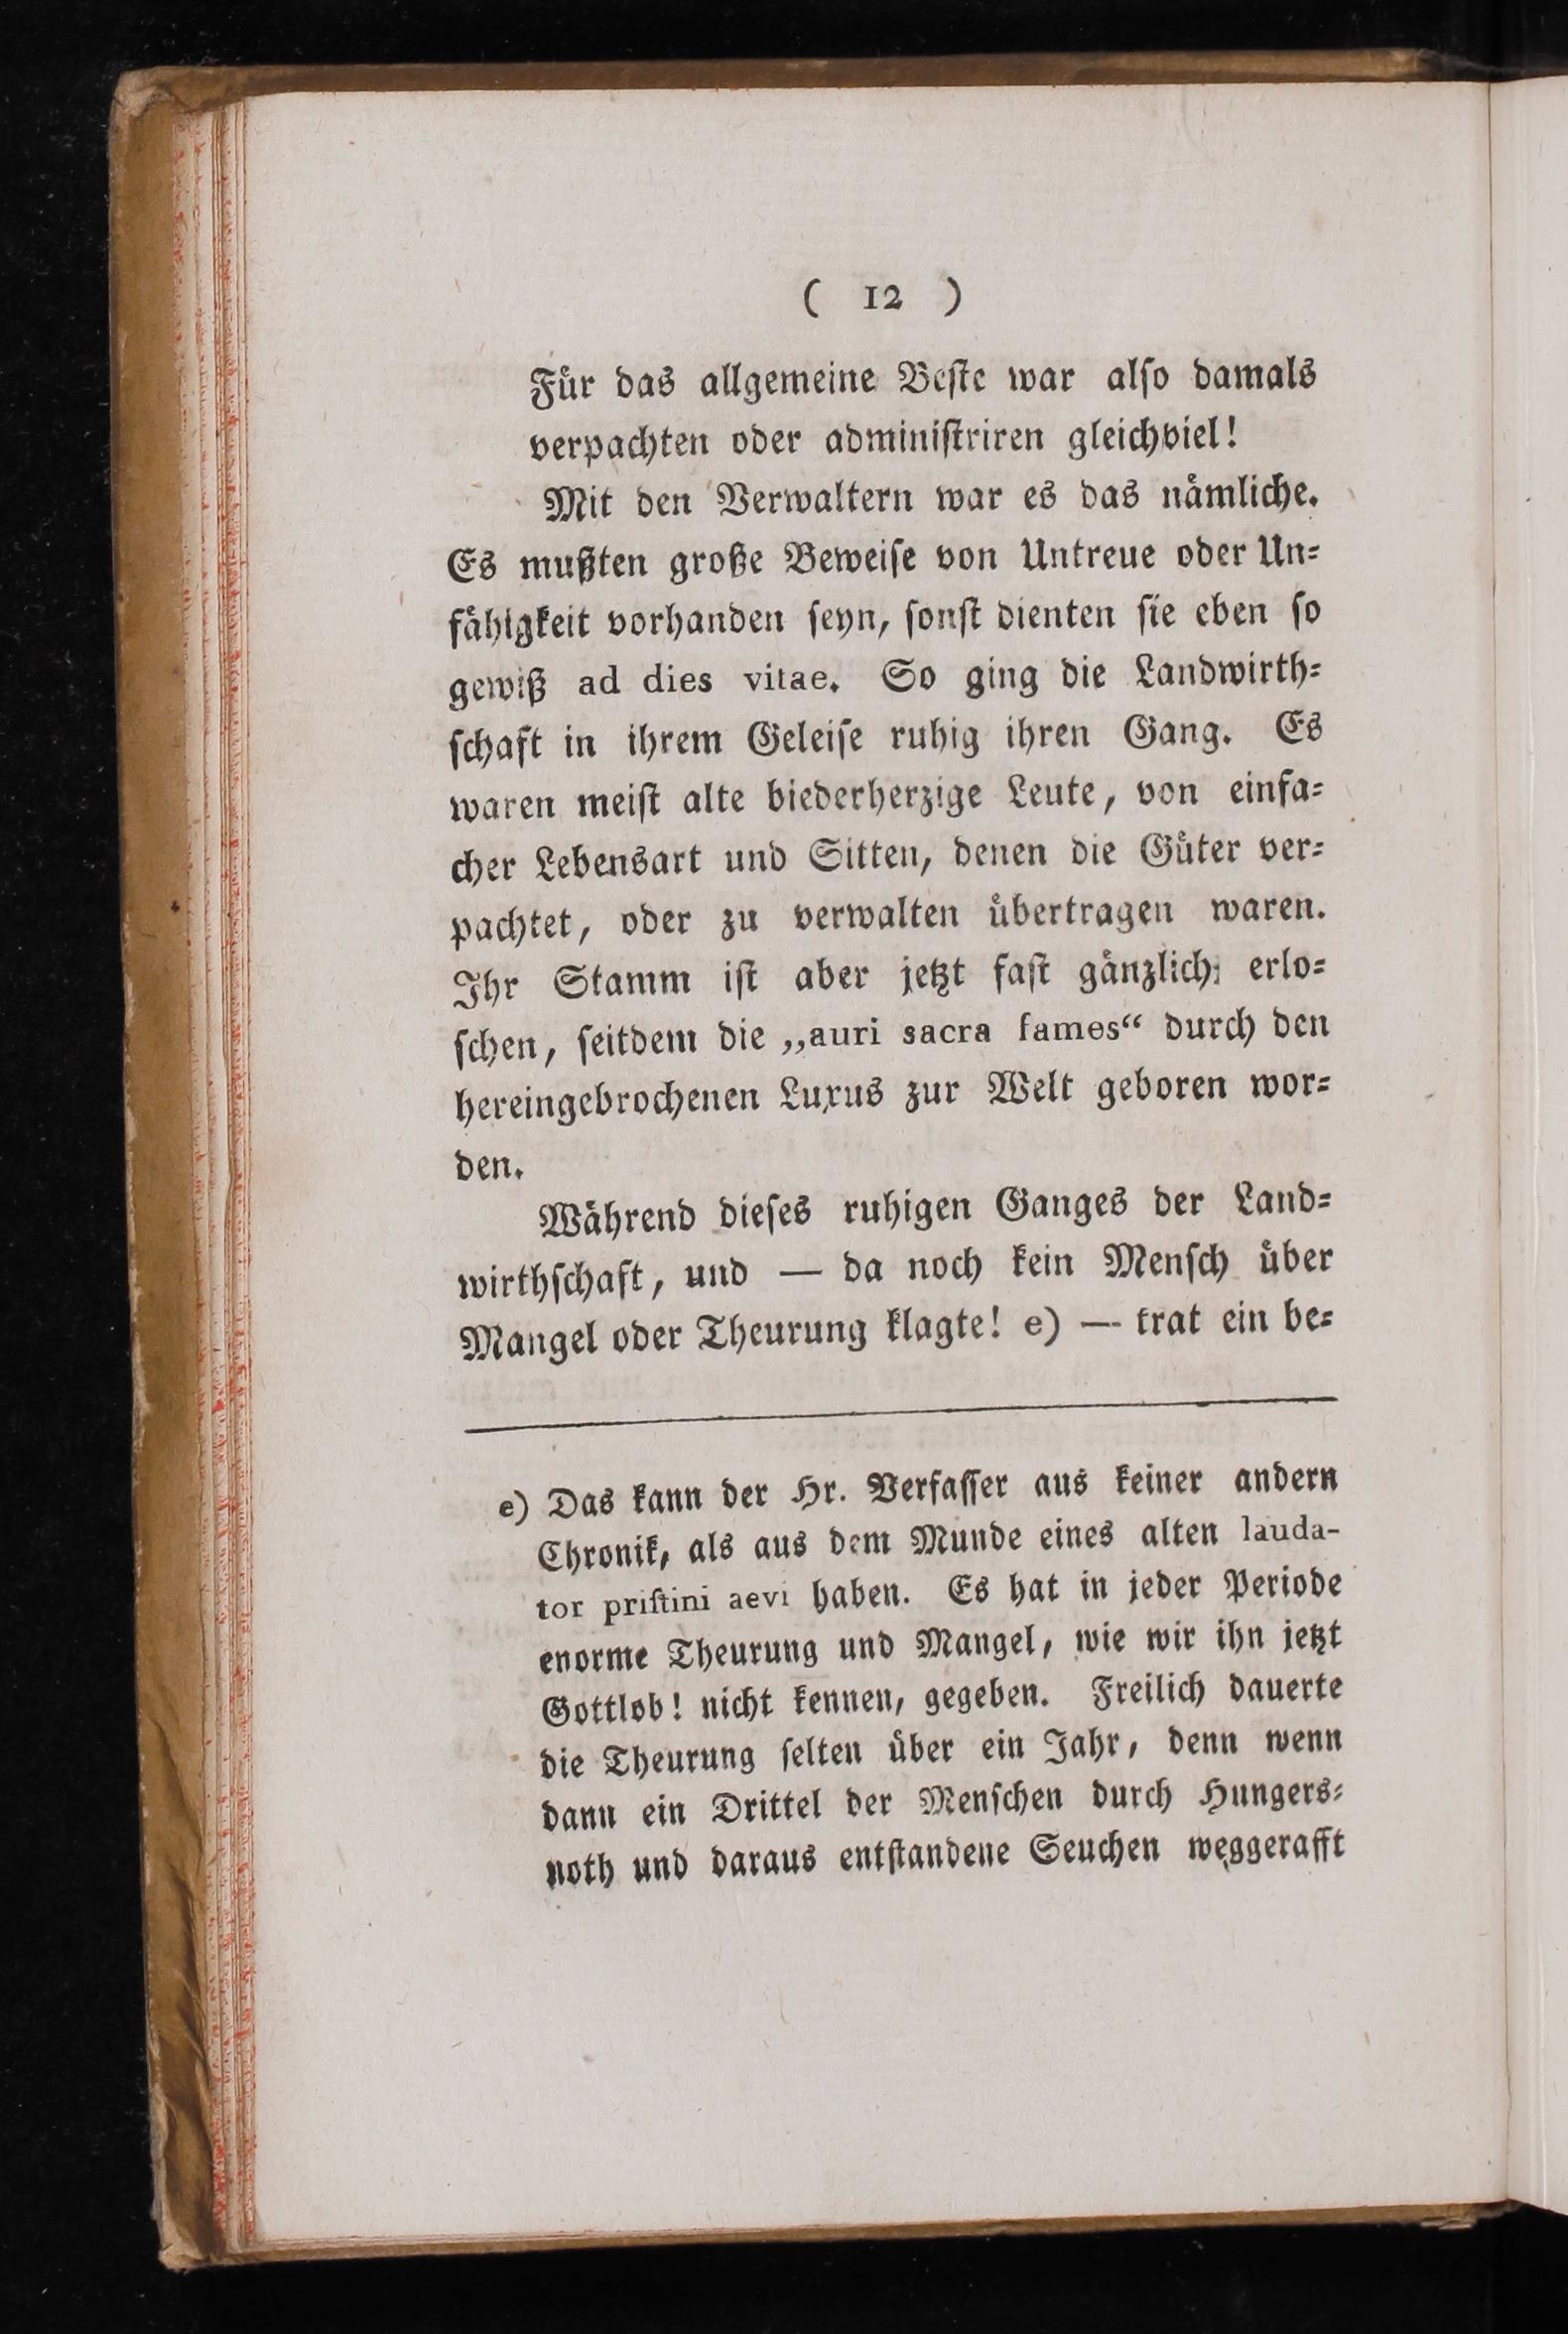 ( 12 )
Für das allgemeine Beſte war alſo damals
verpachten oder adminiſtriren gleichviel!
Mit den Verwaltern war es das nämliche.
Es mußten große Beweiſe von Untreue oder Un⸗
fähigkeit vorhanden ſeyn, ſonſt dienten ſie eben ſo
gewiß ad dies vitae. So ging die Landwirth⸗
ſchaft in ihrem Geleiſe ruhig ihren Gang. Es
waren meiſt alte biederherzige Leute, von einfa⸗
cher Lebensart und Sitten, denen die Güter ver⸗
pachtet, oder zu verwalten übertragen waren.
Ihr Stamm iſt aber jetzt faſt gänzlich erlo⸗
ſchen, ſeitdem die „auri sacra fames“ durch den
hereingebrochenen Luxus zur Welt geboren wor⸗
den.
Während dieſes ruhigen Ganges der Land⸗
wirthſchaft, und — da noch kein Menſch über
Mangel oder Theurung klagte! e) — trat ein be⸗
e) Das kann der Hr. Verfaſſer aus keiner andern
Chronik, als aus dem Munde eines alten lauda-
tor priſtini aevi haben. Es hat in jeder Periode
enorme Theurung und Mangel, wie wir ihn jetzt
Gottlob! nicht kennen, gegeben. Freilich dauerte
die Theurung ſelten über ein Jahr, denn wenn
dann ein Drittel der Menſchen durch Hungers⸗
noth und daraus entſtandene Seuchen weggerafft